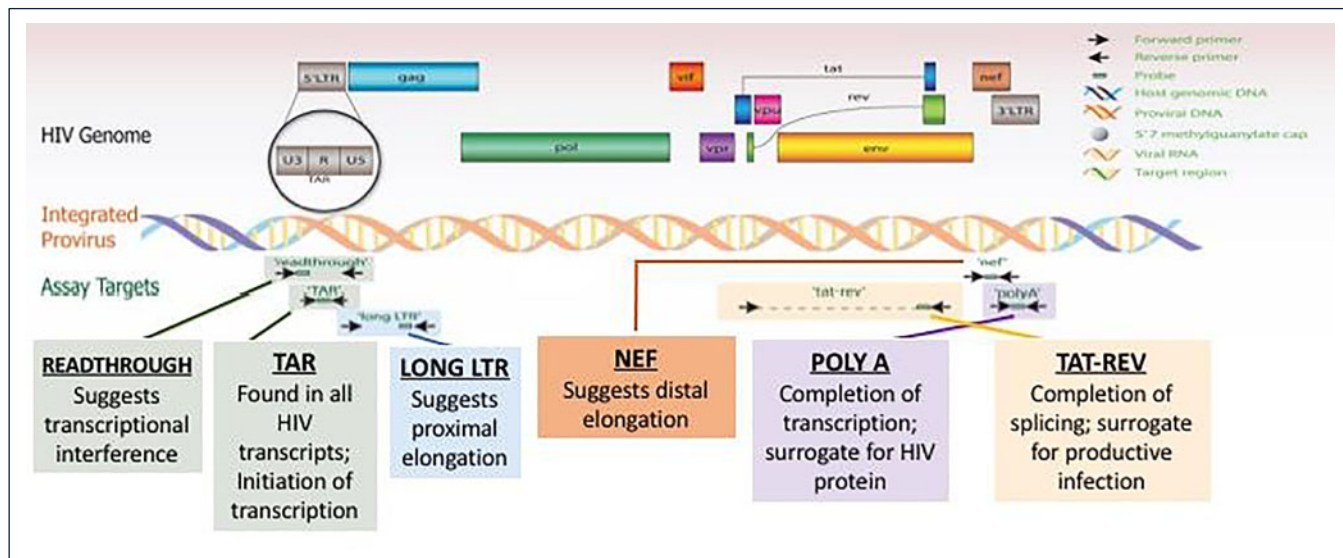 5'LTR
gag
vif
tat
nef
Forward primer
Reverse primer
Probe
Host genomic DNA
Proviral DNA
5'7 methylguanylate cap
Viral RNA
Target region
vpu
rev
3'LTR
HIV Genome
pol
vpr
env
U3 R U5
TAR
Integrated
Provirus
Assay Targets
'readthrough'
'TAR'
'long LTR'
'tat-rev'
'nef'
'polyA'
READTHROUGH
Suggests
transcriptional
interference
TAR
Found in all
HIV
transcripts;
Initiation of
transcription
LONG LTR
Suggests
proximal
elongation
NEF
Suggests distal
elongation
POLY A
Completion of
transcription;
surrogate for HIV
protein
TAT-REV
Completion of
splicing; surrogate
for productive
infection